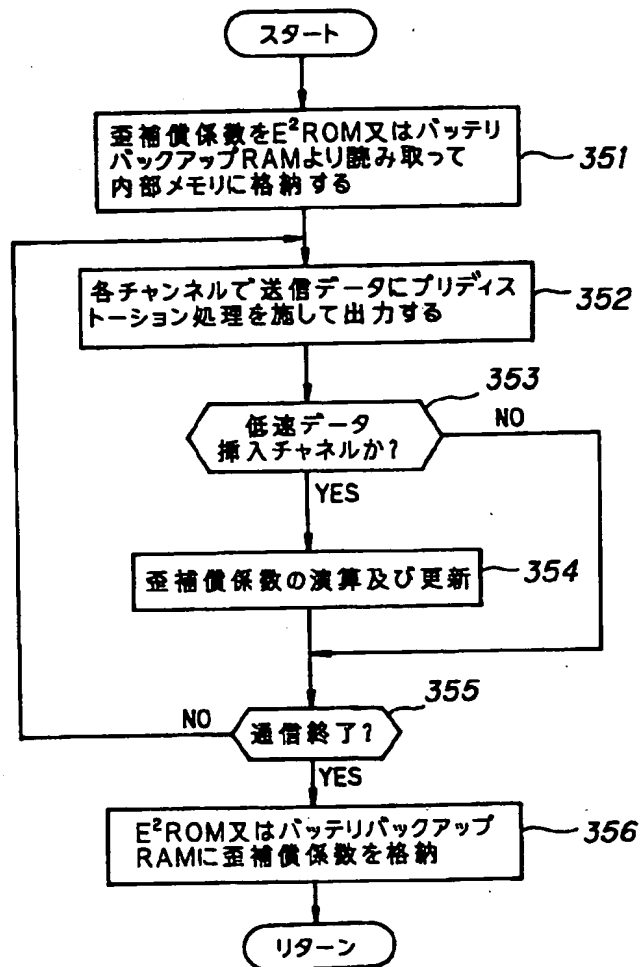 スタート
歪補償係数をE²ROM又はバッテリ
バックアップRAMより読み取って
内部メモリに格納する
351
各チャンネルで送信データにプリディス
トーション処理を施して出力する
352
353
低速データ
挿入チャネルか?
NO
YES
歪補償係数の演算及び更新
354
355
NO
通信終了?
YES
E²ROM又はバッテリバックアップ
RAMに歪補償係数を格納
356
リターン